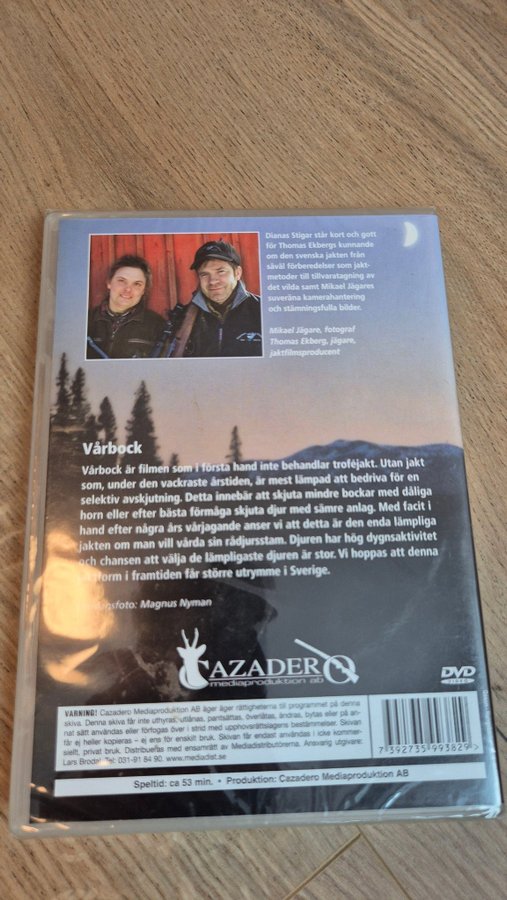 Dianas Stigar står kort och gott
för Thomas Ekbergs kunnande
om den svenska jakten från
såväl förberedelser som jakt-
metoder till tillvaratagning av
det vilda samt Mikael Jägares
suveräna kamerahantering
och stämningsfulla bilder.
Mikael Jägare, fotograf
Thomas Ekberg, jägare,
jaktfilmsproducent
Vårbock
Vårbock är filmen som i första hand inte behandlar troféjakt. Utan jakt
som, under den vackraste årstiden, är mest lämpad att bedriva för en
selektiv avskjutning. Detta innebär att skjuta mindre bockar med dåliga
horn eller efter bästa förmåga skjuta djur med sämre anlag. Med facit i
hand efter några års vårjagande anser vi att detta är den enda lämpliga
jakten om man vill vårda sin rådjursstam. Djuren har hög dygnsaktivitet
och chansen att välja de lämpligaste djuren är stor. Vi hoppas att denna
form i framtiden får större utrymme i Sverige.
Magnus Nyman
CAZADERO
mediaproduktion ab
DVD
VIDEO
VARNING! Cazadero Mediaproduktion AB äger äger rättigheterna till programmet på denna
skiva. Denna skiva får inte uthyras, utlånas, pantsättas, överlåtas, ändras, bytas eller på an-
nat sätt användas eller förfogas över i strid med upphovsrättslagens bestämmelser. Skivan
får ej heller kopieras – ej ens för enskilt bruk. Skivan får endast användas i icke kommer-
siellt, privat bruk. Distribueras med ensamrätt av Mediadistributörerna. Ansvarig utgivare:
Lars Brodal, Tel: 031-91 84 90. www.mediadist.se
7 392735 993829 >
Speltid: ca 53 min. • Produktion: Cazadero Mediaproduktion AB